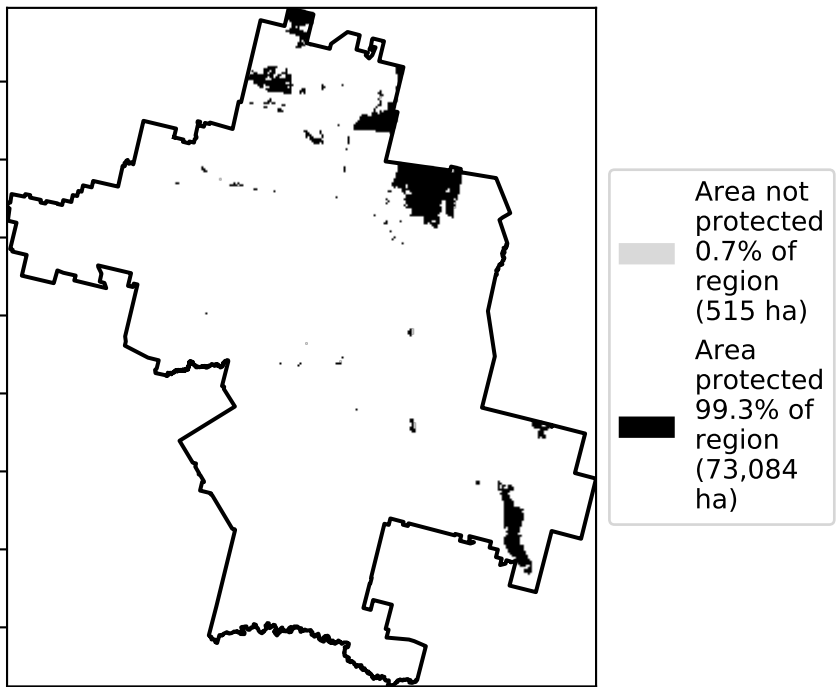 Area not
protected
0.7% of
region
(515 ha)
Area
protected
99.3% of
region
(73,084
ha)